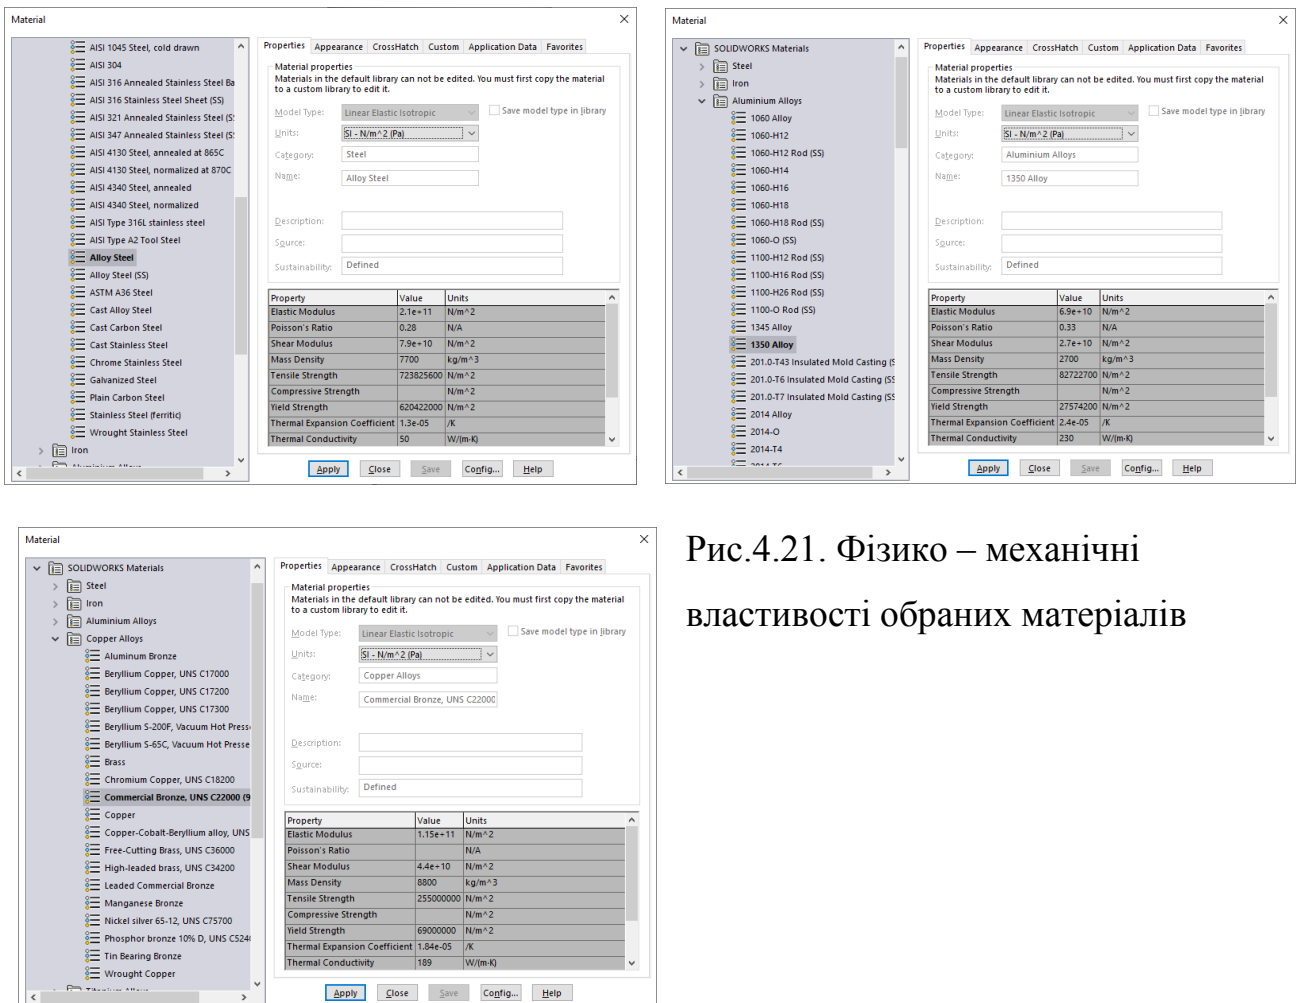 Material
AISI 1045 Steel, cold drawn
AISI 304
AISI 316 Annealed Stainless Steel Ba
AISI 316 Stainless Steel Sheet (SS)
AISI 321 Annealed Stainless Steel (S
AISI 347 Annealed Stainless Steel (S
AISI 4130 Steel, annealed at 865C
AISI 4130 Steel, normalized at 870C
AISI 4340 Steel, annealed
AISI 4340 Steel, normalized
AISI Type 316L stainless steel
AISI Type A2 Tool Steel
Alloy Steel
Alloy Steel (SS)
ASTM A36 Steel
Cast Alloy Steel
Cast Carbon Steel
Cast Stainless Steel
Chrome Stainless Steel
Galvanized Steel
Plain Carbon Steel
Stainless Steel (ferritic)
Wrought Stainless Steel
Iron
Aluminium Alloys
Properties Appearance CrossHatch Custom Application Data Favorites
Material properties
Materials in the default library can not be edited. You must first copy the material
to a custom library to edit it.
Model Type: Linear Elastic Isotropic Save model type in library
Units: SI - N/m^2 (Pa)
Category: Steel
Name: Alloy Steel
Description:
Source:
Sustainability: Defined
Property Value Units
Elastic Modulus 2.1e+11 N/m^2
Poisson's Ratio 0.28 N/A
Shear Modulus 7.9e+10 N/m^2
Mass Density 7700 kg/m^3
Tensile Strength 723825600 N/m^2
Compressive Strength N/m^2
Yield Strength 620422000 N/m^2
Thermal Expansion Coefficient 1.3e-05 /K
Thermal Conductivity 50 W/(m·K)
Apply Close Save Config... Help
Material
SOLIDWORKS Materials
Steel
Iron
Aluminium Alloys
1060 Alloy
1060-H12
1060-H12 Rod (SS)
1060-H14
1060-H16
1060-H18
1060-H18 Rod (SS)
1060-O (SS)
1100-H12 Rod (SS)
1100-H16 Rod (SS)
1100-H26 Rod (SS)
1100-O Rod (SS)
1345 Alloy
1350 Alloy
201.0-T43 Insulated Mold Casting (S
201.0-T6 Insulated Mold Casting (SS
201.0-T7 Insulated Mold Casting (SS
2014 Alloy
2014-O
2014-T4
2014-T6
Properties Appearance CrossHatch Custom Application Data Favorites
Material properties
Materials in the default library can not be edited. You must first copy the material
to a custom library to edit it.
Model Type: Linear Elastic Isotropic Save model type in library
Units: SI - N/m^2 (Pa)
Category: Aluminium Alloys
Name: 1350 Alloy
Description:
Source:
Sustainability: Defined
Property Value Units
Elastic Modulus 6.9e+10 N/m^2
Poisson's Ratio 0.33 N/A
Shear Modulus 2.7e+10 N/m^2
Mass Density 2700 kg/m^3
Tensile Strength 82722700 N/m^2
Compressive Strength N/m^2
Yield Strength 27574200 N/m^2
Thermal Expansion Coefficient 2.4e-05 /K
Thermal Conductivity 230 W/(m·K)
Apply Close Save Config... Help
Material
SOLIDWORKS Materials
Steel
Iron
Aluminium Alloys
Copper Alloys
Aluminum Bronze
Beryllium Copper, UNS C17000
Beryllium Copper, UNS C17200
Beryllium Copper, UNS C17300
Beryllium S-200F, Vacuum Hot Press
Beryllium S-65C, Vacuum Hot Presse
Brass
Chromium Copper, UNS C18200
Commercial Bronze, UNS C22000 (9
Copper
Copper-Cobalt-Beryllium alloy, UNS
Free-Cutting Brass, UNS C36000
High-leaded brass, UNS C34200
Leaded Commercial Bronze
Manganese Bronze
Nickel silver 65-12, UNS C75700
Phosphor bronze 10% D, UNS C524
Tin Bearing Bronze
Wrought Copper
Titanium Alloys
Properties Appearance CrossHatch Custom Application Data Favorites
Material properties
Materials in the default library can not be edited. You must first copy the material
to a custom library to edit it.
Model Type: Linear Elastic Isotropic Save model type in library
Units: SI - N/m^2 (Pa)
Category: Copper Alloys
Name: Commercial Bronze, UNS C22000
Description:
Source:
Sustainability: Defined
Property Value Units
Elastic Modulus 1.15e+11 N/m^2
Poisson's Ratio N/A
Shear Modulus 4.4e+10 N/m^2
Mass Density 8800 kg/m^3
Tensile Strength 255000000 N/m^2
Compressive Strength N/m^2
Yield Strength 69000000 N/m^2
Thermal Expansion Coefficient 1.84e-05 /K
Thermal Conductivity 189 W/(m·K)
Apply Close Save Config... Help
Рис.4.21. Фізико – механічні
властивості обраних матеріалів